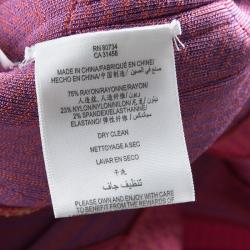 RN 80734
CA 31458
MADE IN CHINA/FABRIQUÉ EN CHINE/
HECHO EN CHINA/中国制造/ صنع في الصين
75% RAYON/RAYONNE/RAYON/
人造丝/人造纤维/ رايون
23% NYLON/NYLON/NILON/
尼龙/
2% SPANDEX/ELASTHANNE/
ELASTANO/
DRY CLEAN
NETTOYAGE A SEC
LAVAR EN SECO
干洗
تنظيف جاف
PLEASE OWN AND ENJOY WITH CARE
TO BENEFIT FROM THE REWARDS OF